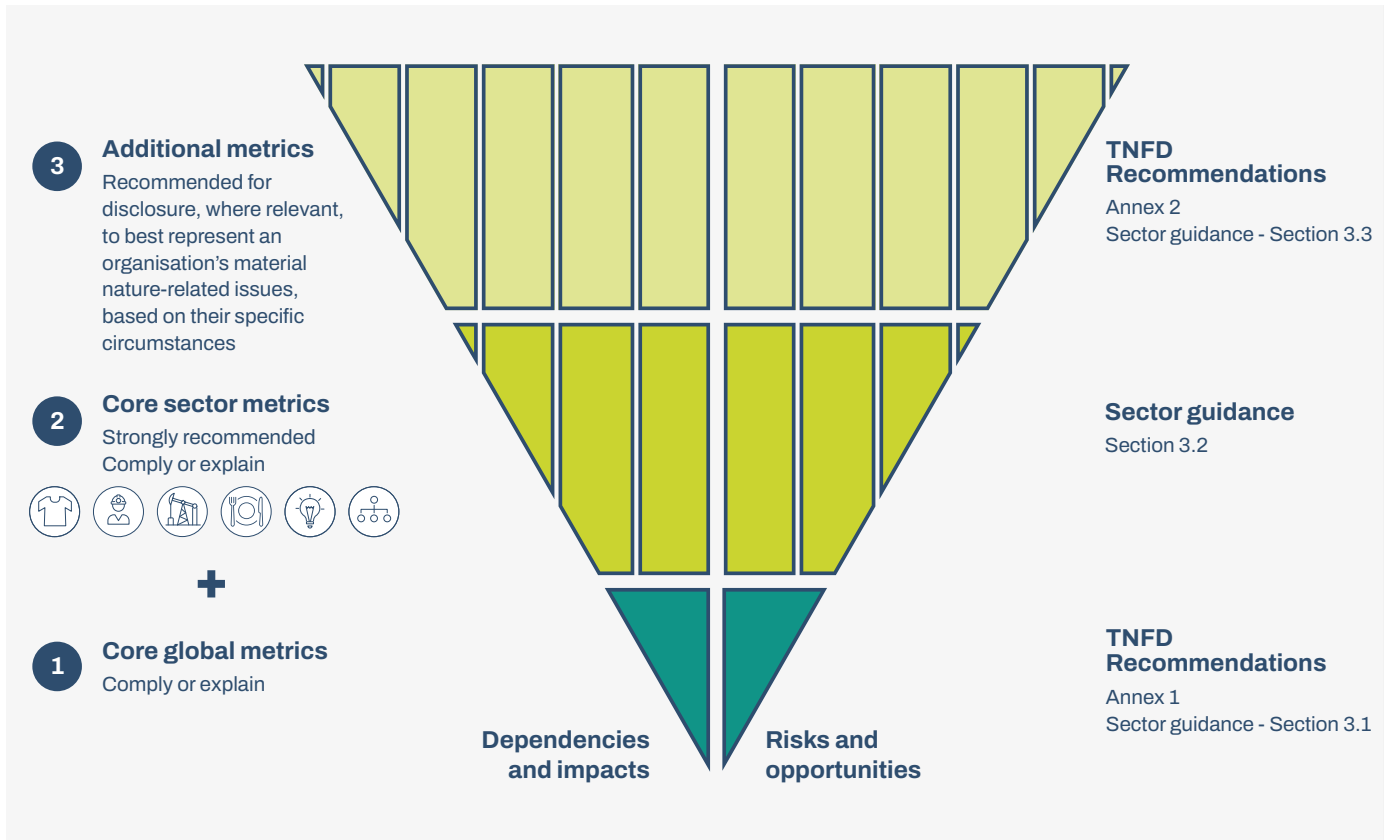 3
Additional metrics
Recommended for
disclosure, where relevant,
to best represent an
organisation’s material
nature-related issues,
based on their specific
circumstances
TNFD
Recommendations
Annex 2
Sector guidance - Section 3.3
2
Core sector metrics
Strongly recommended
Comply or explain
Sector guidance
Section 3.2
1
Core global metrics
Comply or explain
TNFD
Recommendations
Annex 1
Sector guidance - Section 3.1
Dependencies
and impacts
Risks and
opportunities